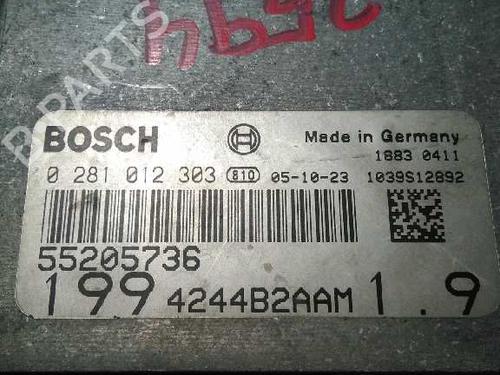 B PARTS
BOSCH
Made in Germany
1883 0411
0 281 012 303 810 05-10-23 1039S12892
55205736
199 4244B2AAM 1.9